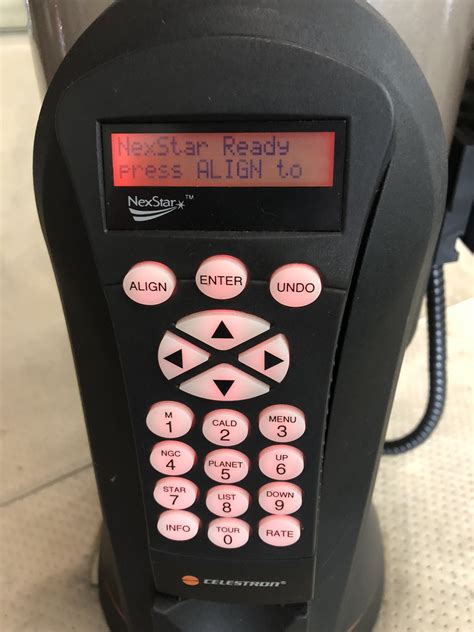 NexStar Ready
press ALIGN to
NexStar™
ALIGN ENTER UNDO
M CALD MENU
1 2 3
NGC PLANET UP
4 5 6
STAR LIST DOWN
7 8 9
INFO TOUR RATE
0
CELESTRON®